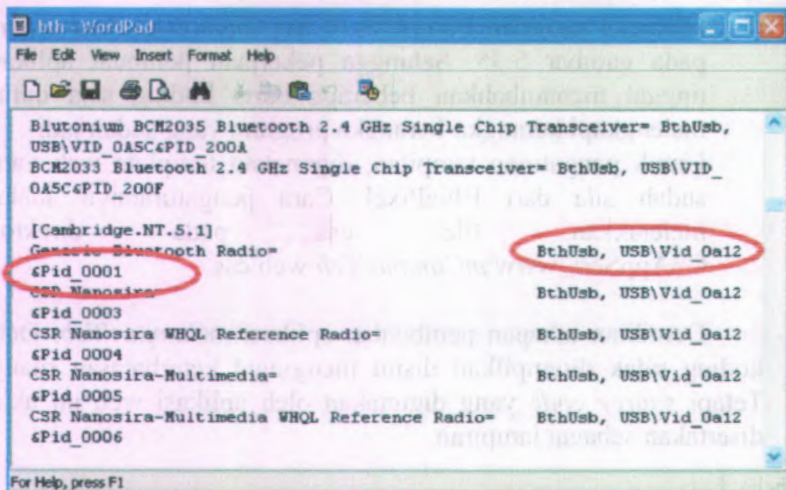 bth - WordPad
File Edit View Insert Format Help
Blutonium BCM2035 Bluetooth 2.4 GHz Single Chip Transceiver= BthUsb,
USB\VID_0A5C&PID_200A
BCM2033 Bluetooth 2.4 GHz Single Chip Transceiver= BthUsb, USB\VID_
0A5C&PID_200F
[Cambridge.NT.5.1]
Generic Bluetooth Radio= BthUsb, USB\Vid_0a12
&Pid_0001
CSR Nanosira= BthUsb, USB\Vid_0a12
&Pid_0003
CSR Nanosira WHQL Reference Radio= BthUsb, USB\Vid_0a12
&Pid_0004
CSR Nanosira-Multimedia= BthUsb, USB\Vid_0a12
&Pid_0005
CSR Nanosira-Multimedia WHQL Reference Radio= BthUsb, USB\Vid_0a12
&Pid_0006
For Help, press F1